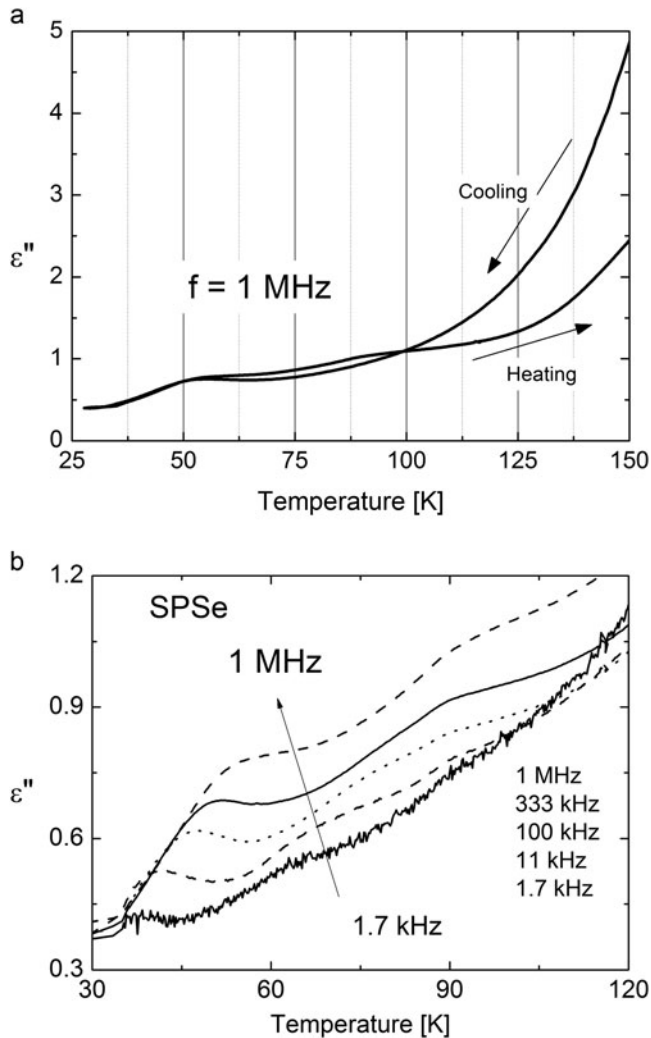 a
5
4
3
2
1
0
ε"
Cooling
f = 1 MHz
Heating
25 50 75 100 125 150
Temperature [K]
b
1.2
0.9
0.6
0.3
ε"
SPSe
1 MHz
1 MHz
333 kHz
100 kHz
11 kHz
1.7 kHz
1.7 kHz
30 60 90 120
Temperature [K]